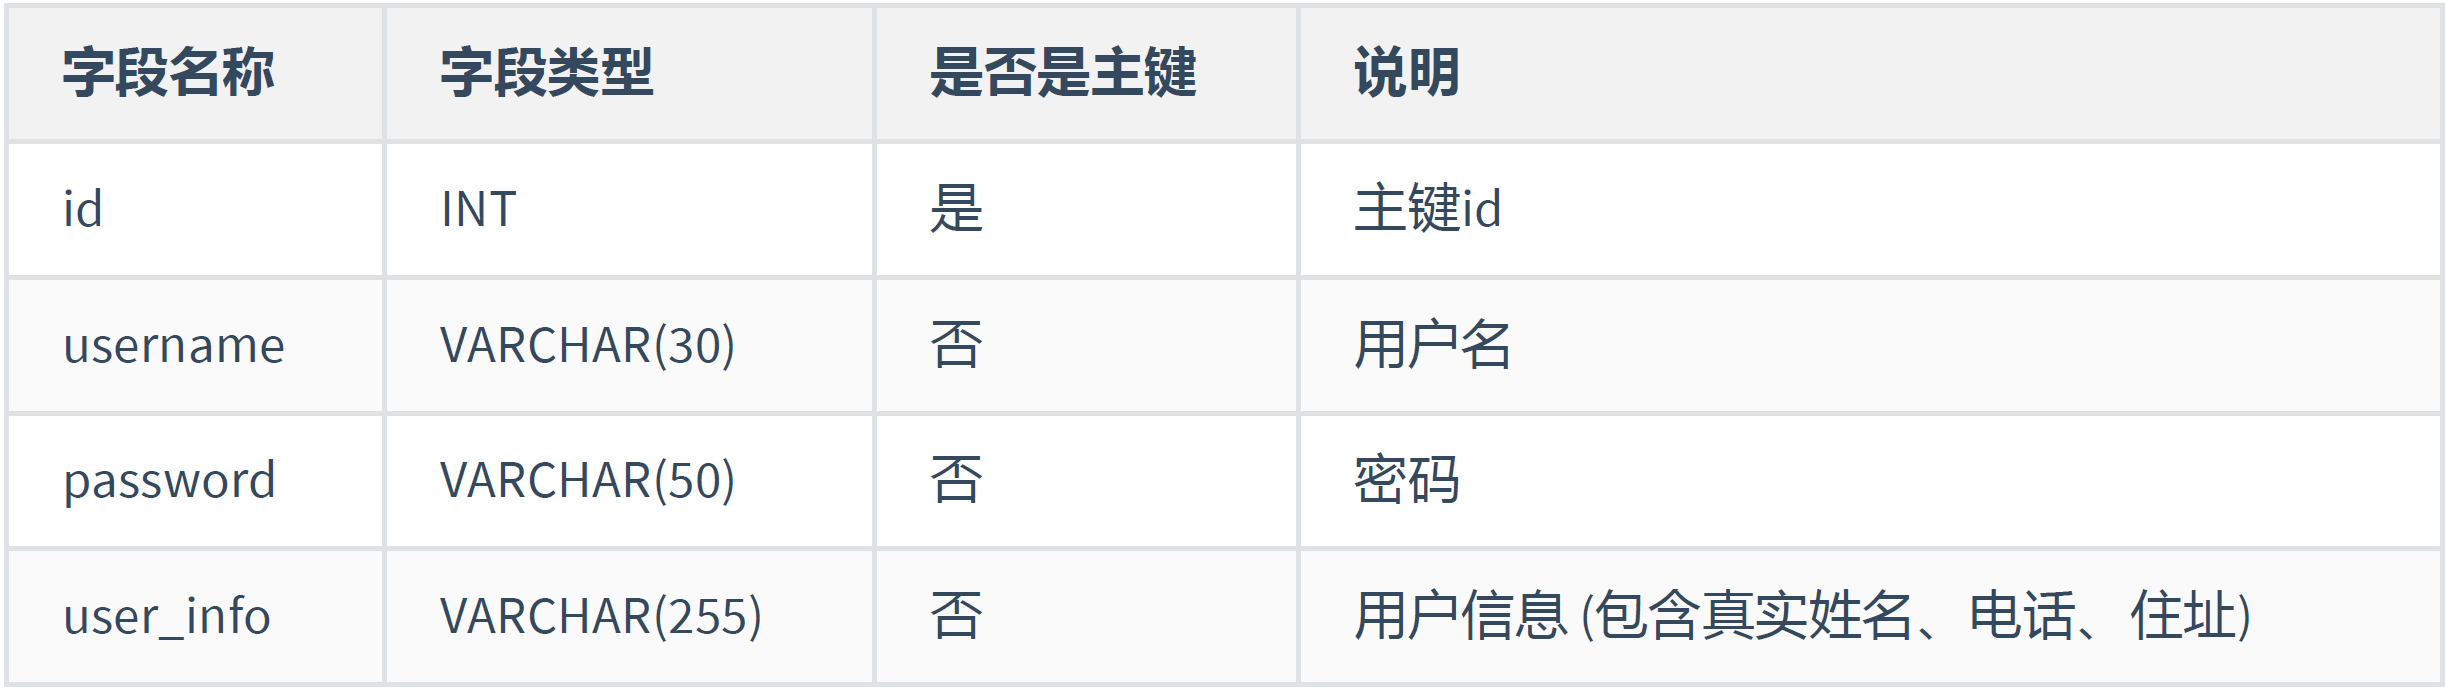 字段名称 字段类型 是否是主键 说明
id INT 是 主键id
username VARCHAR(30) 否 用户名
password VARCHAR(50) 否 密码
user_info VARCHAR(255) 否 用户信息 (包含真实姓名、电话、住址)